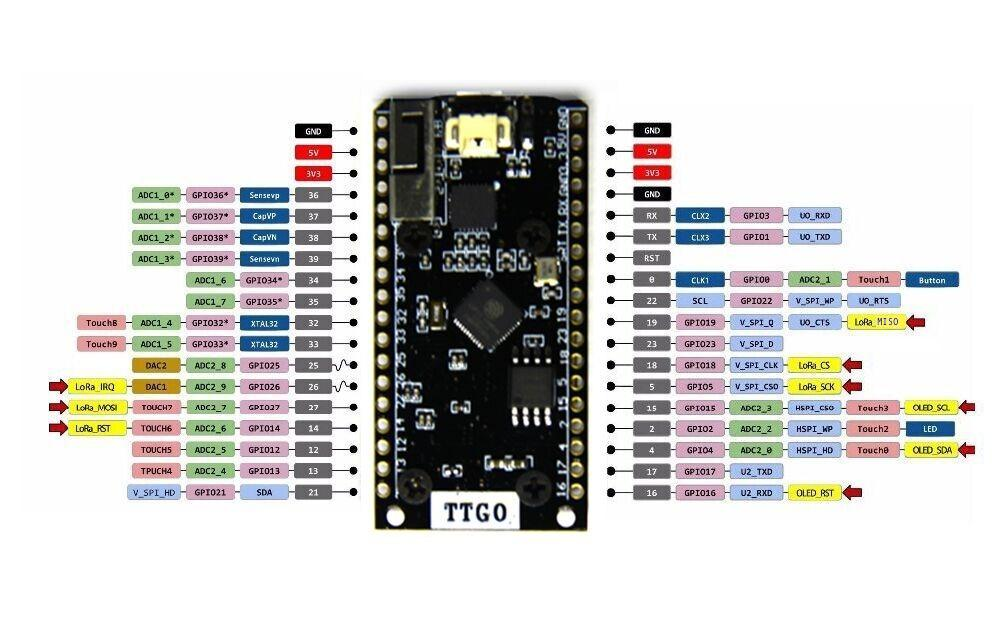 GND
5V
3V3
ADC1_0* GPIO36* Sensevp 36
ADC1_1* GPIO37* CapVP 37
ADC1_2* GPIO38* CapVN 38
ADC1_3* GPIO39* Sensevn 39
ADC1_6 GPIO34* 34
ADC1_7 GPIO35* 35
Touch8 ADC1_4 GPIO32* XTAL32 32
Touch9 ADC1_5 GPIO33* XTAL32 33
DAC2 ADC2_8 GPIO25 25
LoRa_IRQ DAC1 ADC2_9 GPIO26 26
LoRa_MOSI TOUCH7 ADC2_7 GPIO27 27
LoRa_RST TOUCH6 ADC2_6 GPIO14 14
TOUCH5 ADC2_5 GPIO12 12
TPUCH4 ADC2_4 GPIO13 13
V_SPI_HD GPIO21 SDA 21
TTGO
GND
5V
3V3
GND
RX CLX2 GPIO3 UO_RXD
TX CLX3 GPIO1 UO_TXD
RST
0 CLK1 GPIO0 ADC2_1 Touch1 Button
22 SCL GPIO22 V_SPI_WP UO_RTS
19 GPIO19 V_SPI_Q UO_CTS LoRa_MISO
23 GPIO23 V_SPI_D
18 GPIO18 V_SPI_CLK LoRa_CS
5 GPIO5 V_SPI_CSO LoRa_SCK
15 GPIO15 ADC2_3 HSPI_CSO Touch3 OLED_SCL
2 GPIO2 ADC2_2 HSPI_WP Touch2 LED
4 GPIO4 ADC2_0 HSPI_HD Touch0 OLED_SDA
17 GPIO17 U2_TXD
16 GPIO16 U2_RXD OLED_RST